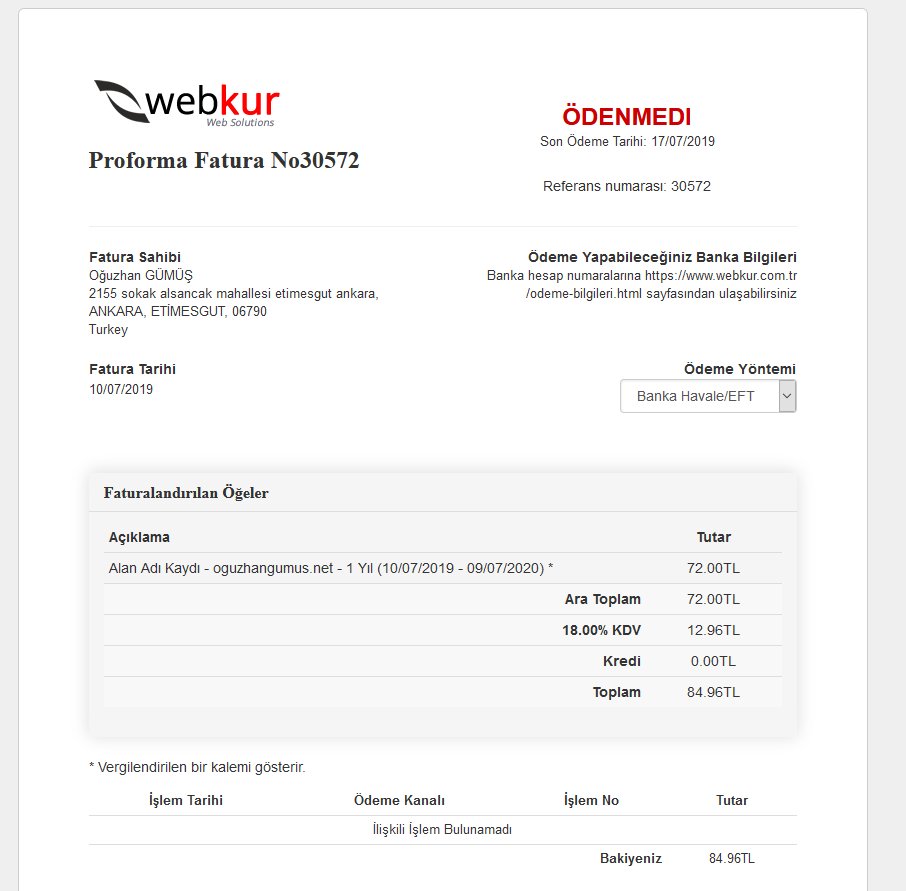 webkur
Web Solutions
ÖDENMEDI
Son Ödeme Tarihi: 17/07/2019
Proforma Fatura No30572
Referans numarası: 30572
Fatura Sahibi
Oğuzhan GÜMÜŞ
2155 sokak alsancak mahallesi etimesgut ankara,
ANKARA, ETİMESGUT, 06790
Turkey
Ödeme Yapabileceğiniz Banka Bilgileri
Banka hesap numaralarına https://www.webkur.com.tr
/odeme-bilgileri.html sayfasından ulaşabilirsiniz
Fatura Tarihi
10/07/2019
Ödeme Yöntemi
Banka Havale/EFT
Faturalandırılan Öğeler
Açıklama Tutar
Alan Adı Kaydı - oguzhangumus.net - 1 Yıl (10/07/2019 - 09/07/2020) * 72.00TL
Ara Toplam 72.00TL
18.00% KDV 12.96TL
Kredi 0.00TL
Toplam 84.96TL
* Vergilendirilen bir kalemi gösterir.
İşlem Tarihi Ödeme Kanalı İşlem No Tutar
İlişkili İşlem Bulunamadı
Bakiyeniz 84.96TL